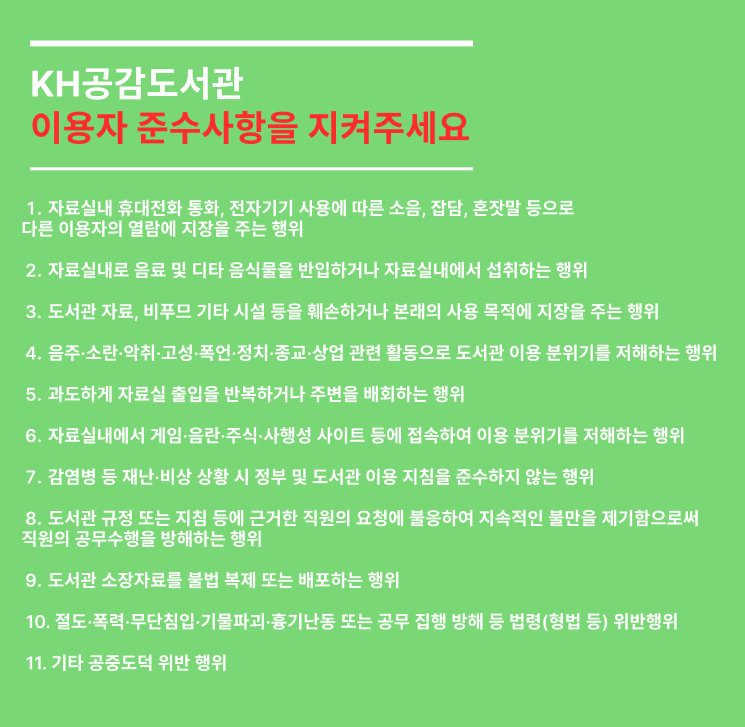 KH공감도서관
이용자 준수사항을 지켜주세요
1. 자료실내 휴대전화 통화, 전자기기 사용에 따른 소음, 잡담, 혼잣말 등으로
다른 이용자의 열람에 지장을 주는 행위
2. 자료실내로 음료 및 디타 음식물을 반입하거나 자료실내에서 섭취하는 행위
3. 도서관 자료, 비푸므 기타 시설 등을 훼손하거나 본래의 사용 목적에 지장을 주는 행위
4. 음주·소란·악취·고성·폭언·정치·종교·상업 관련 활동으로 도서관 이용 분위기를 저해하는 행위
5. 과도하게 자료실 출입을 반복하거나 주변을 배회하는 행위
6. 자료실내에서 게임·음란·주식·사행성 사이트 등에 접속하여 이용 분위기를 저해하는 행위
7. 감염병 등 재난·비상 상황 시 정부 및 도서관 이용 지침을 준수하지 않는 행위
8. 도서관 규정 또는 지침 등에 근거한 직원의 요청에 불응하여 지속적인 불만을 제기함으로써
직원의 공무수행을 방해하는 행위
9. 도서관 소장자료를 불법 복제 또는 배포하는 행위
10. 절도·폭력·무단침입·기물파괴·흉기난동 또는 공무 집행 방해 등 법령(형법 등) 위반행위
11. 기타 공중도덕 위반 행위